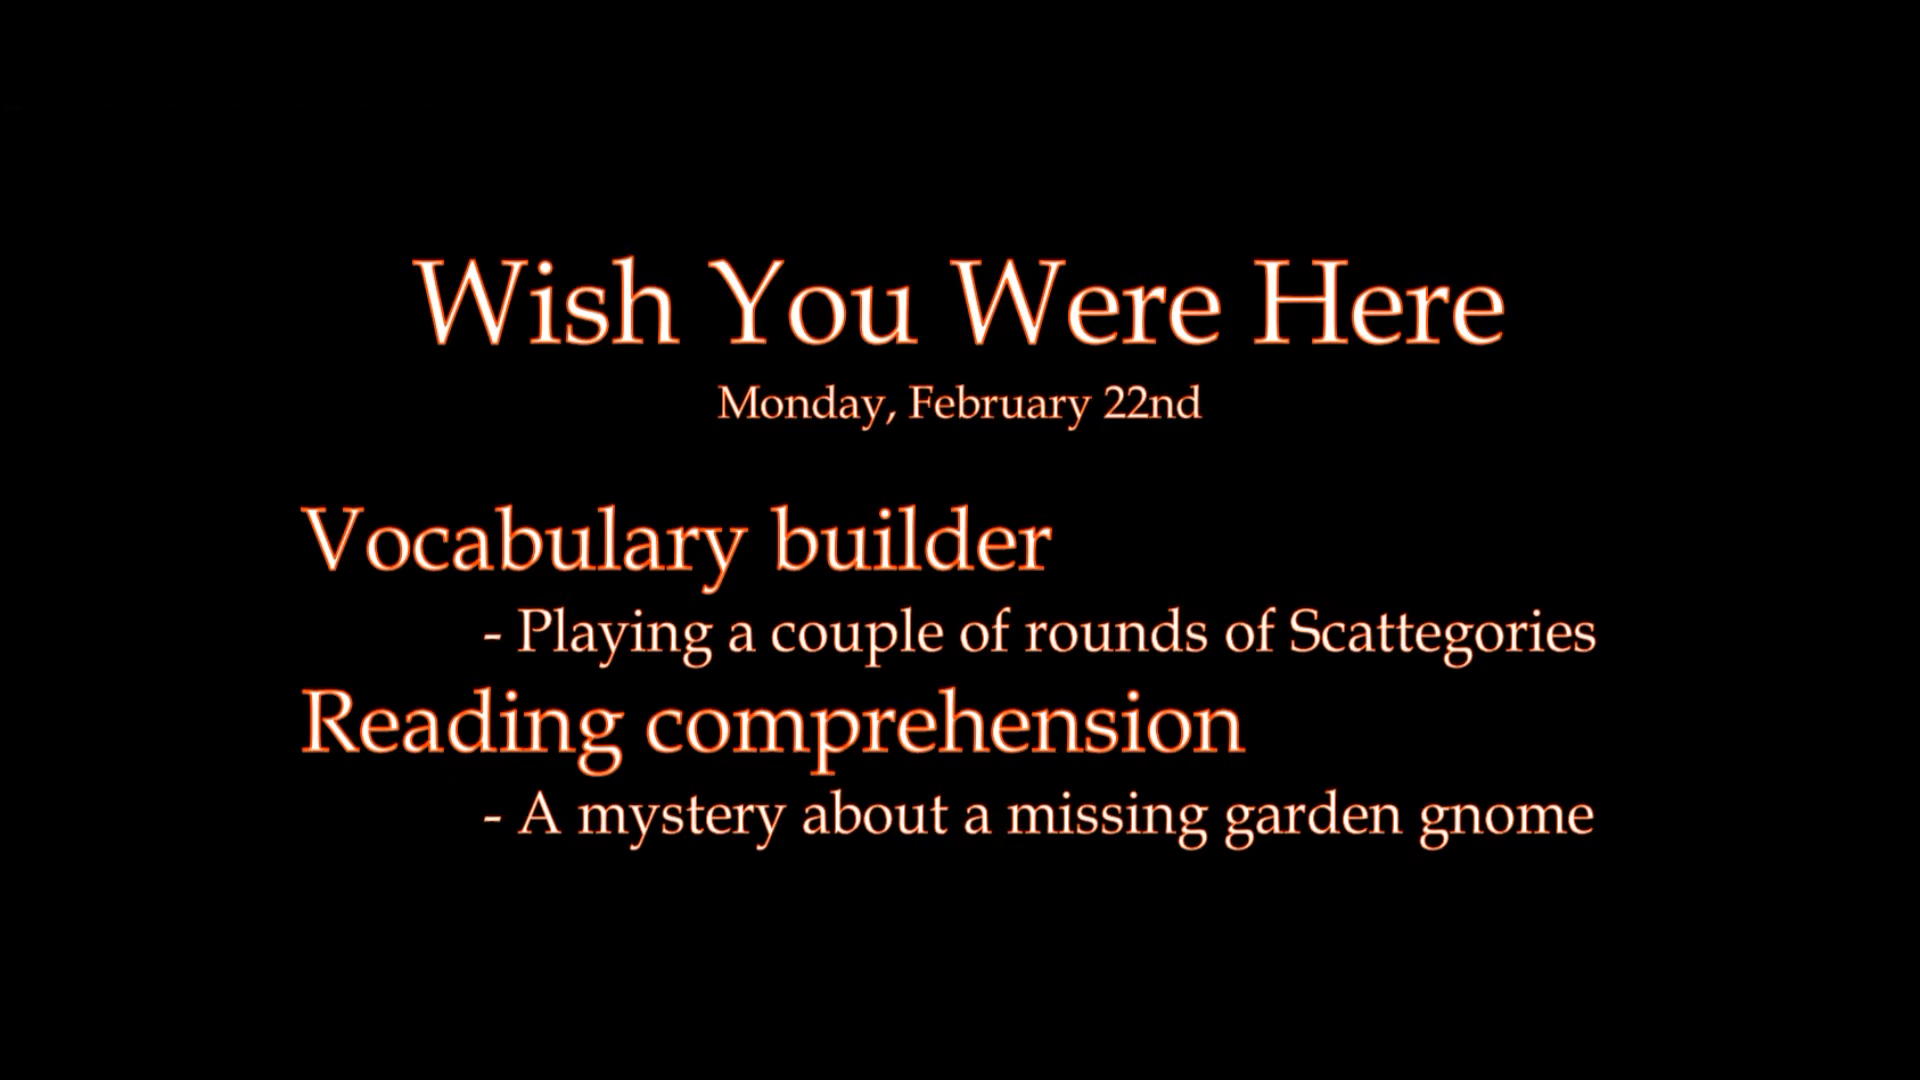 Wish You Were Here
Monday, February 22nd
Vocabulary builder
- Playing a couple of rounds of Scattegories
Reading comprehension
- A mystery about a missing garden gnome